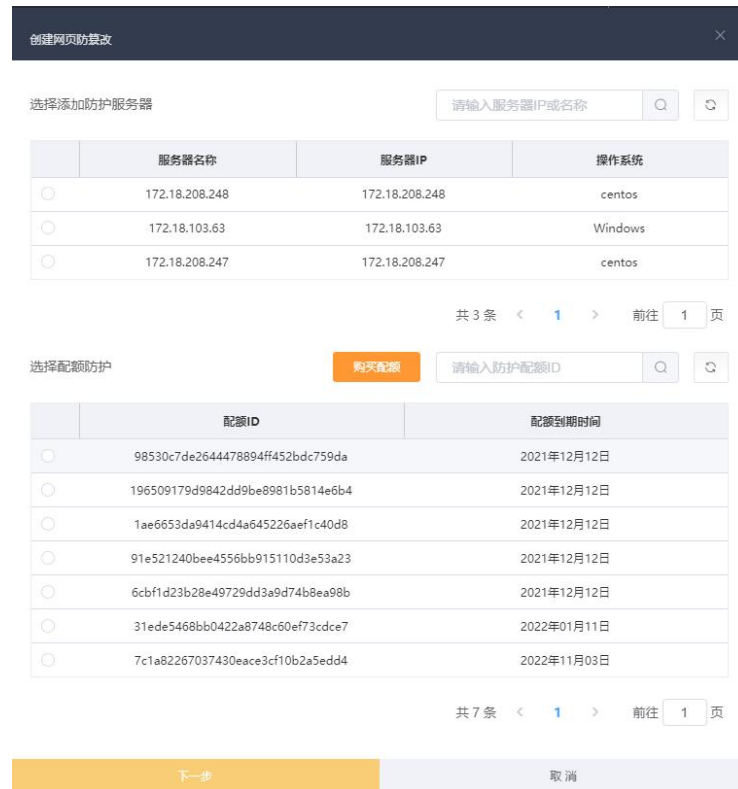 创建网页防篡改
选择添加防护服务器 请输入服务器IP或名称
服务器名称 服务器IP 操作系统
172.18.208.248 172.18.208.248 centos
172.18.103.63 172.18.103.63 Windows
172.18.208.247 172.18.208.247 centos
共 3 条 < 1 > 前往 1 页
选择配额防护 购买配额 请输入防护配额ID
配额ID 配额到期时间
98530c7de2644478894ff452bdc759da 2021年12月12日
196509179d9842dd9be8981b5814e6b4 2021年12月12日
1ae6653da9414cd4a645226aef1c40d8 2021年12月12日
91e521240bee4556bb915110d3e53a23 2021年12月12日
6cbf1d23b28e49729dd3a9d74b8ea98b 2021年12月12日
31ede5468bb0422a8748c60ef73cdce7 2022年01月11日
7c1a82267037430eace3cf10b2a5edd4 2022年11月03日
共 7 条 < 1 > 前往 1 页
下一步 取消